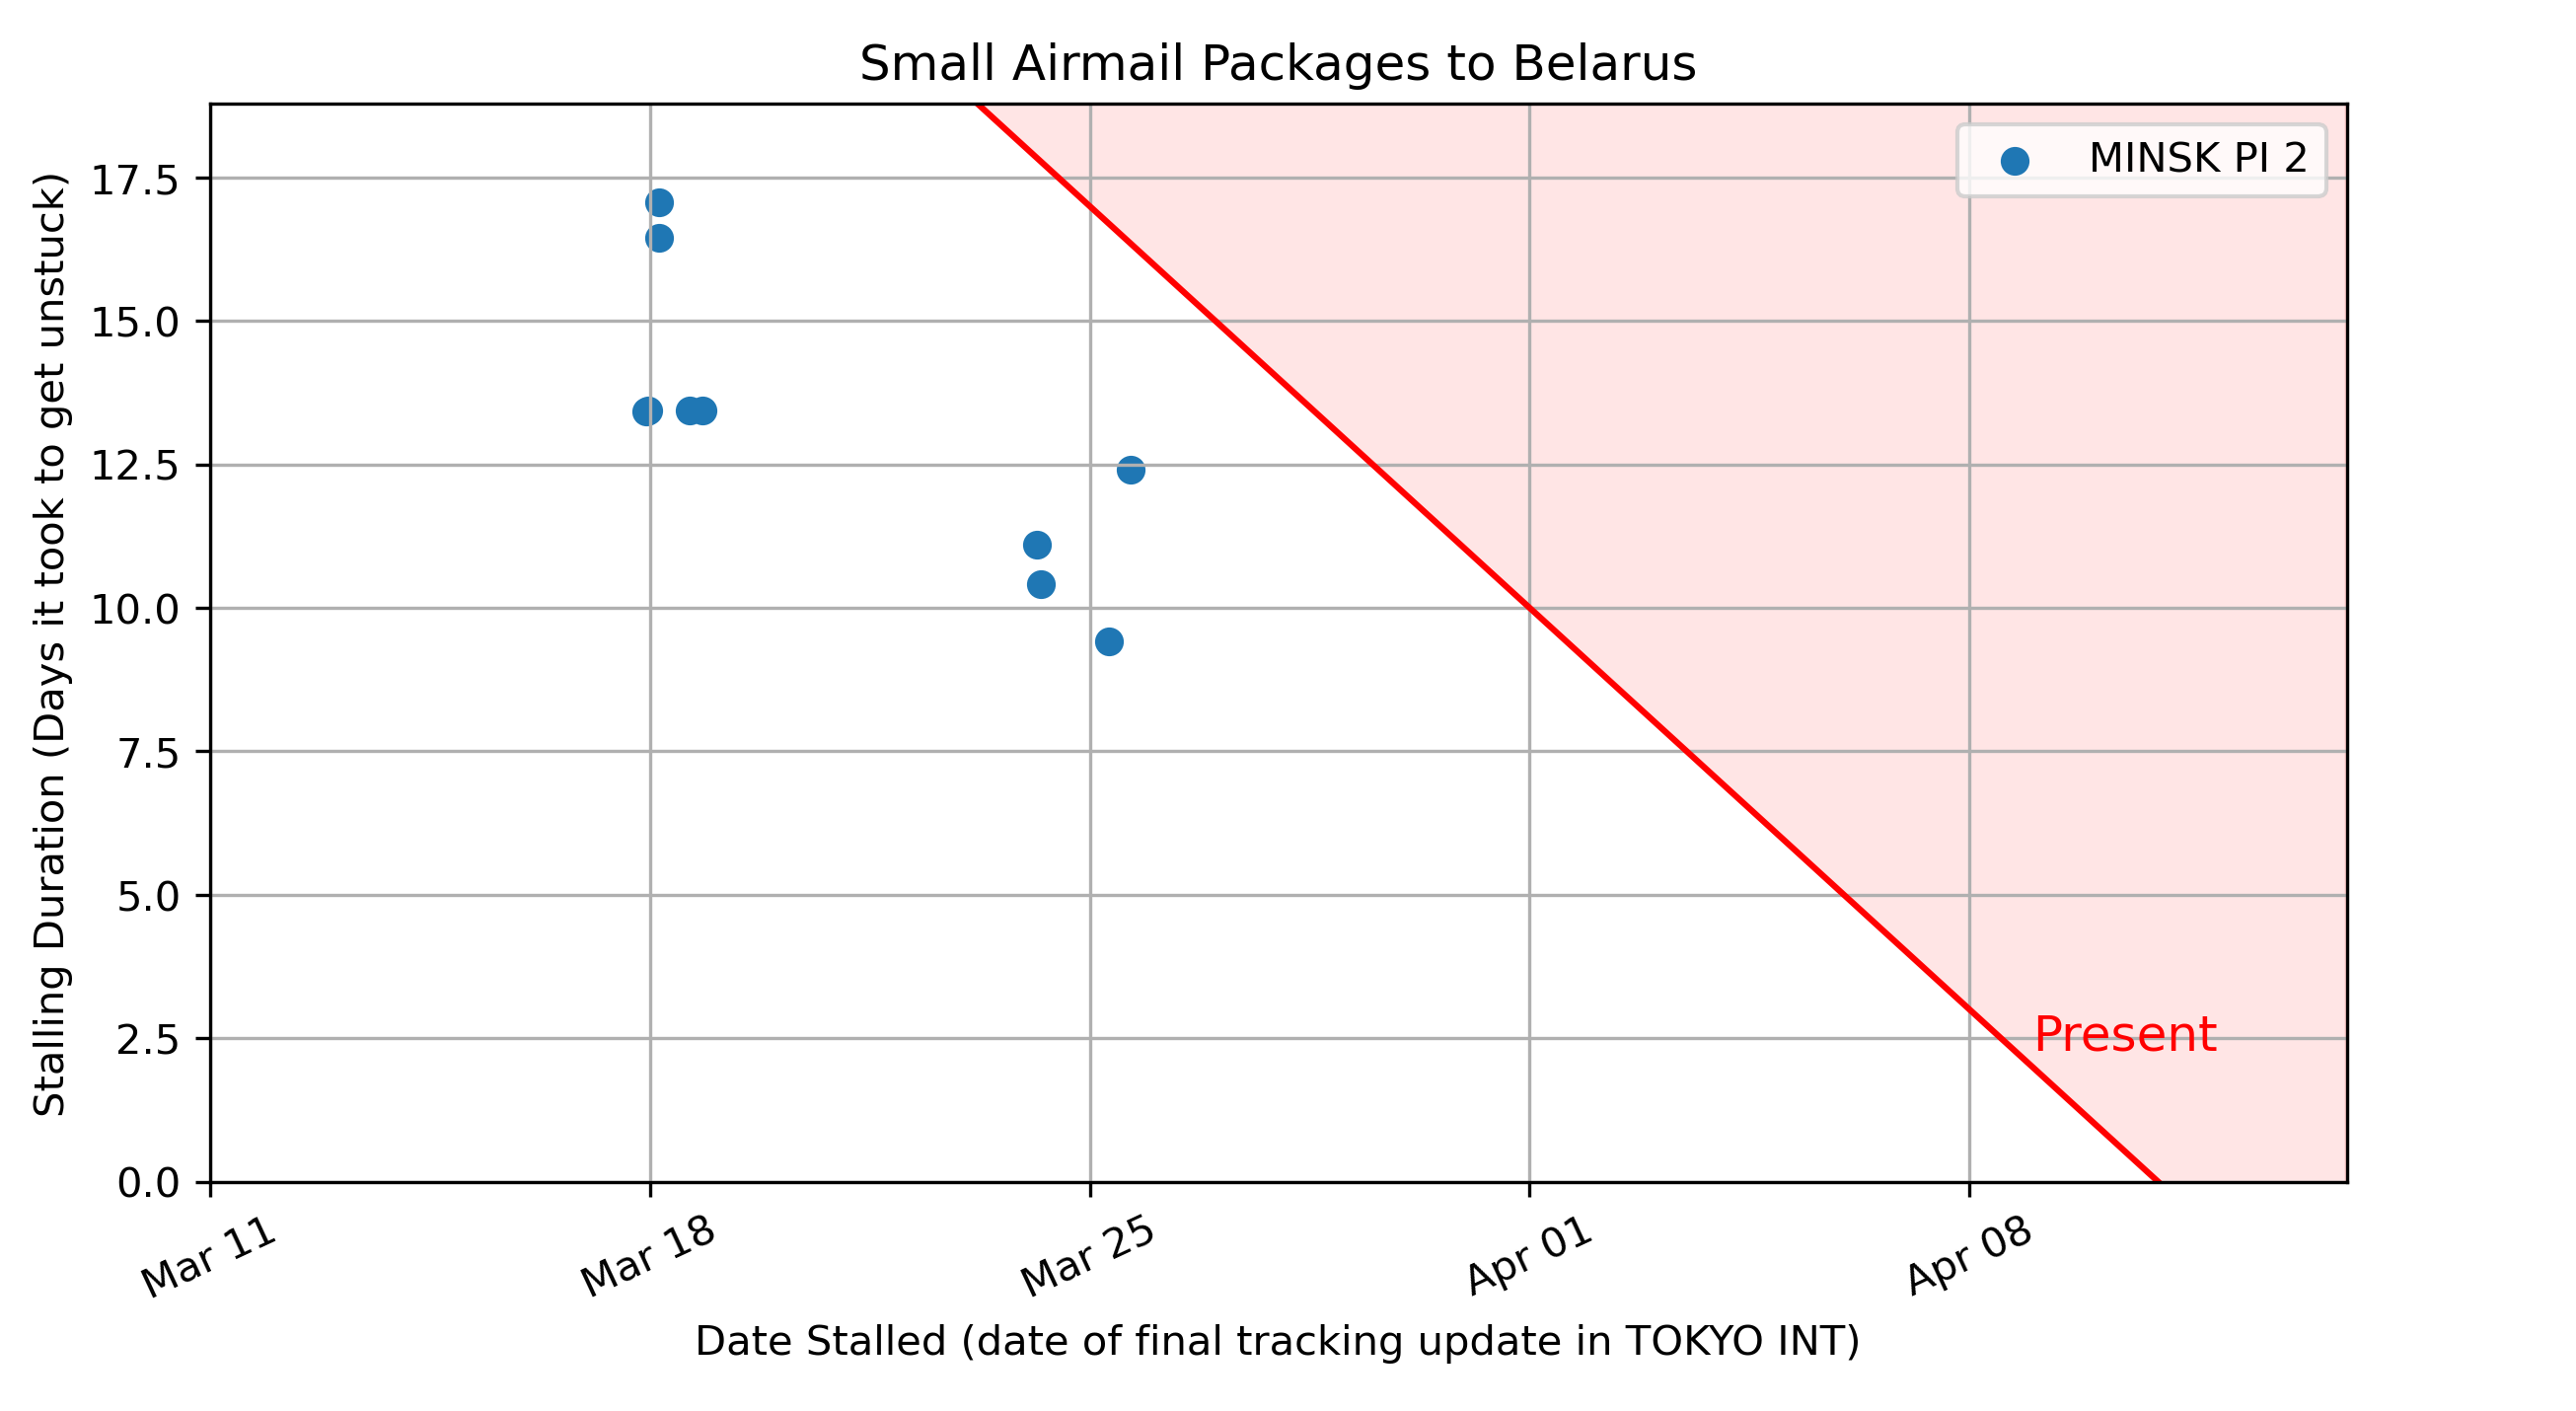 Small Airmail Packages to Belarus
MINSK PI 2
Stalling Duration (Days it took to get unstuck)
17.5
15.0
12.5
10.0
7.5
5.0
2.5
0.0
Present
Mar 11
Mar 18
Mar 25
Apr 01
Apr 08
Date Stalled (date of final tracking update in TOKYO INT)